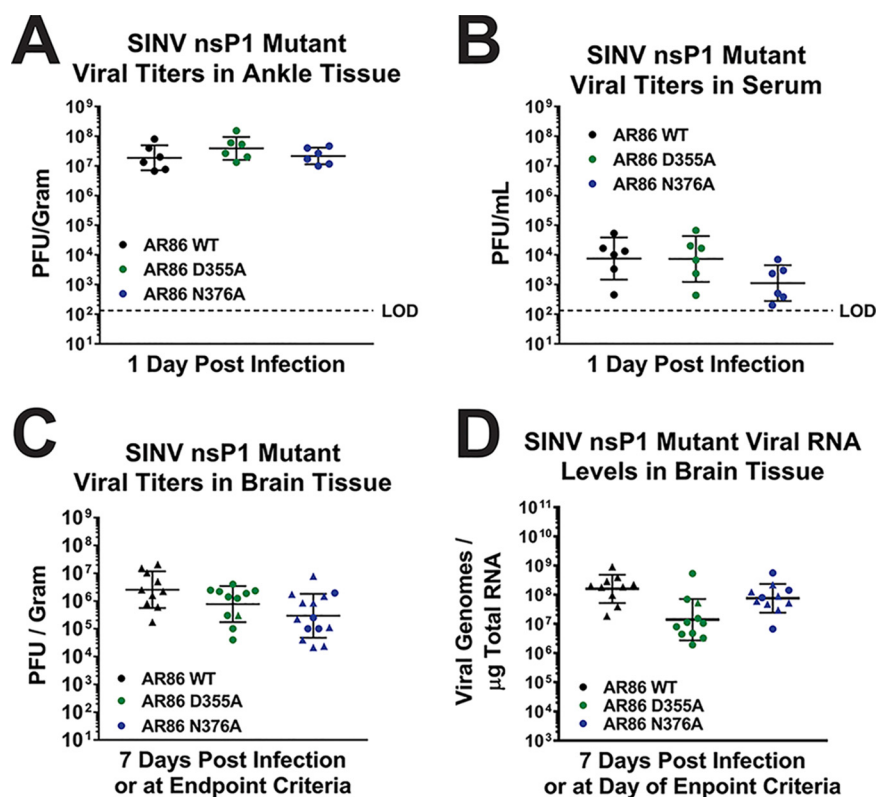 A
SINV nsP1 Mutant
Viral Titers in Ankle Tissue
PFU/Gram
10⁹
10⁸
10⁷
10⁶
10⁵
10⁴
10³
10²
10¹
AR86 WT
AR86 D355A
AR86 N376A
LOD
1 Day Post Infection
B
SINV nsP1 Mutant
Viral Titers in Serum
PFU/mL
10⁹
10⁸
10⁷
10⁶
10⁵
10⁴
10³
10²
10¹
AR86 WT
AR86 D355A
AR86 N376A
LOD
1 Day Post Infection
C
SINV nsP1 Mutant
Viral Titers in Brain Tissue
PFU / Gram
10⁹
10⁸
10⁷
10⁶
10⁵
10⁴
10³
10²
10¹
AR86 WT
AR86 D355A
AR86 N376A
7 Days Post Infection
or at Endpoint Criteria
D
SINV nsP1 Mutant Viral RNA
Levels in Brain Tissue
Viral Genomes /
µg Total RNA
10¹¹
10¹⁰
10⁹
10⁸
10⁷
10⁶
10⁵
10⁴
10³
AR86 WT
AR86 D355A
AR86 N376A
7 Days Post Infection
or at Day of Enpoint Criteria